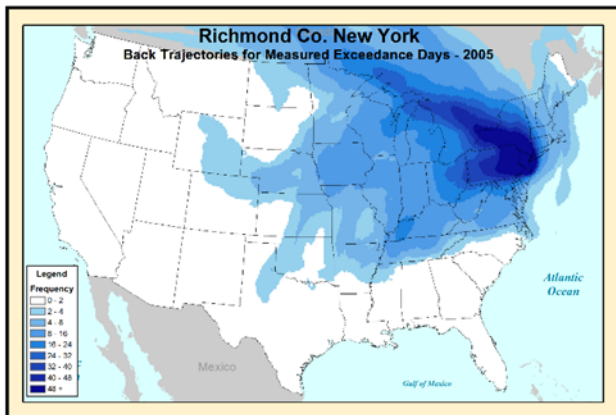 Richmond Co. New York
Back Trajectories for Measured Exceedance Days - 2005
Legend
Frequency
0 - 2
2 - 4
4 - 8
8 - 16
16 - 24
24 - 32
32 - 40
40 - 48
48 +
Atlantic
Ocean
Mexico
Gulf of Mexico